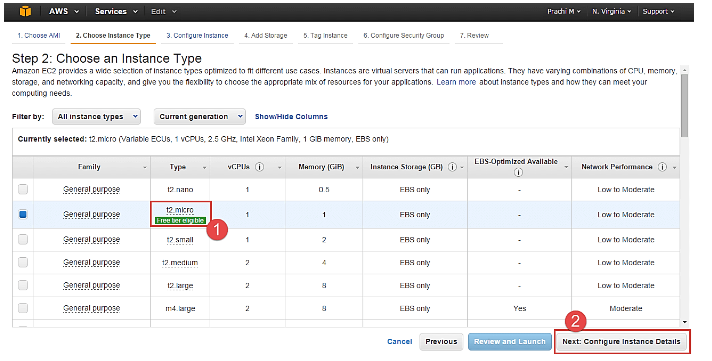 AWS Services Edit Prachi M N. Virginia Support
1. Choose AMI 2. Choose Instance Type 3. Configure Instance 4. Add Storage 5. Tag Instance 6. Configure Security Group 7. Review
Step 2: Choose an Instance Type
Amazon EC2 provides a wide selection of instance types optimized to fit different use cases. Instances are virtual servers that can run applications. They have varying combinations of CPU, memory,
storage, and networking capacity, and give you the flexibility to choose the appropriate mix of resources for your applications. Learn more about instance types and how they can meet your
computing needs.
Filter by: All instance types Current generation Show/Hide Columns
Currently selected: t2.micro (Variable ECUs, 1 vCPUs, 2.5 GHz, Intel Xeon Family, 1 GiB memory, EBS only)
Family Type vCPUs i Memory (GiB) Instance Storage (GB) i EBS-Optimized Available i Network Performance i
General purpose t2.nano 1 0.5 EBS only - Low to Moderate
General purpose t2.micro 1 1 EBS only - Low to Moderate
Free tier eligible
1
General purpose t2.small 1 2 EBS only - Low to Moderate
General purpose t2.medium 2 4 EBS only - Low to Moderate
General purpose t2.large 2 8 EBS only - Low to Moderate
General purpose m4.large 2 8 EBS only Yes Moderate
2
Cancel Previous Review and Launch Next: Configure Instance Details